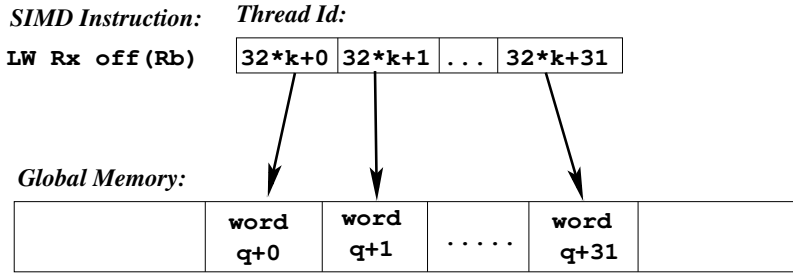 SIMD Instruction: Thread Id:
LW Rx off(Rb) 32*k+0 32*k+1 ... 32*k+31
Global Memory:
word word ..... word
q+0 q+1 q+31